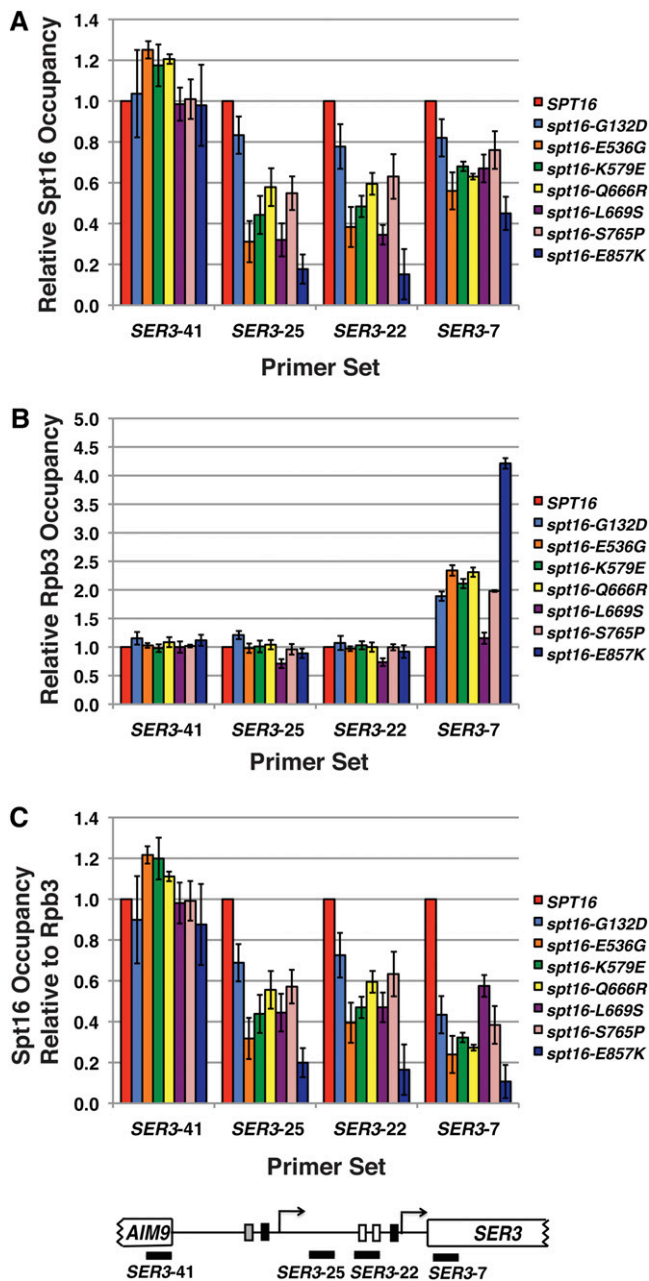 A
Relative Spt16 Occupancy
1.4
1.2
1.0
0.8
0.6
0.4
0.2
0.0
SER3-41 SER3-25 SER3-22 SER3-7
Primer Set
SPT16
spt16-G132D
spt16-E536G
spt16-K579E
spt16-Q666R
spt16-L669S
spt16-S765P
spt16-E857K
B
Relative Rpb3 Occupancy
5.0
4.5
4.0
3.5
3.0
2.5
2.0
1.5
1.0
0.5
0.0
SER3-41 SER3-25 SER3-22 SER3-7
Primer Set
SPT16
spt16-G132D
spt16-E536G
spt16-K579E
spt16-Q666R
spt16-L669S
spt16-S765P
spt16-E857K
C
Spt16 Occupancy
Relative to Rpb3
1.4
1.2
1.0
0.8
0.6
0.4
0.2
0.0
SER3-41 SER3-25 SER3-22 SER3-7
Primer Set
SPT16
spt16-G132D
spt16-E536G
spt16-K579E
spt16-Q666R
spt16-L669S
spt16-S765P
spt16-E857K
AIM9 SER3
SER3-41 SER3-25 SER3-22 SER3-7